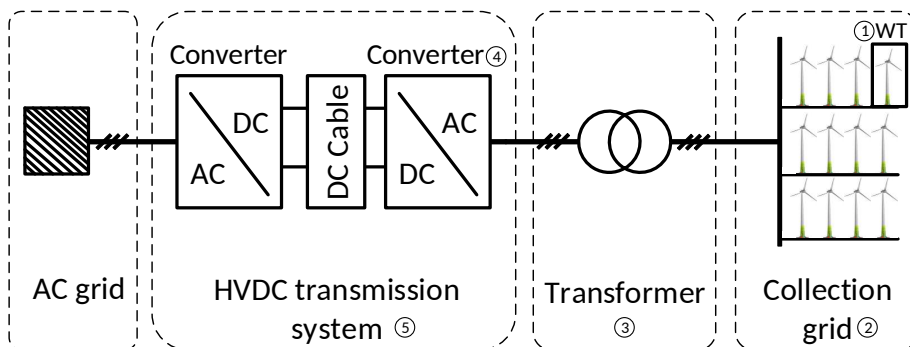 Converter
Converter④
①WT
DC
AC
DC Cable
AC
DC
AC grid
HVDC transmission
system ⑤
Transformer
③
Collection
grid②